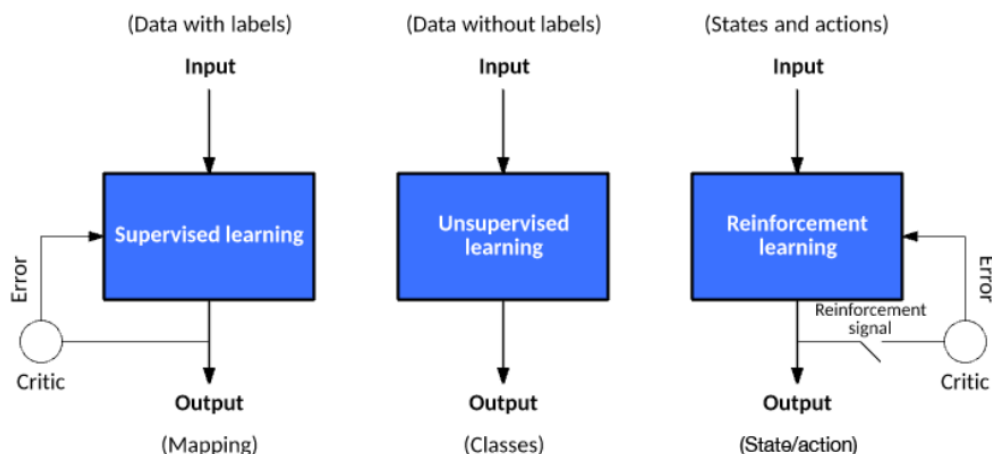 (Data with labels)
Input
Supervised learning
Error
Critic
Output
(Mapping)
(Data without labels)
Input
Unsupervised
learning
Output
(Classes)
(States and actions)
Input
Reinforcement
learning
Error
Reinforcement
signal
Critic
Output
(State/action)